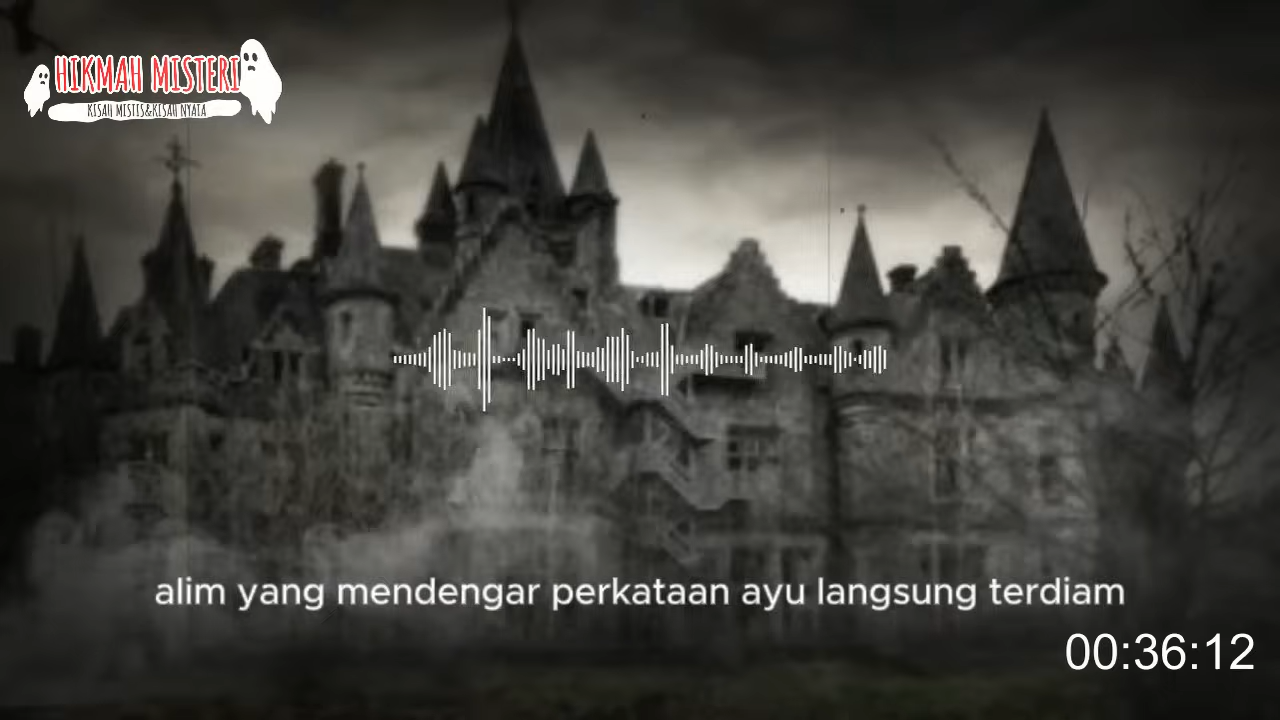 HIKMAH MISTERI
KISAH MISTIS&KISAH NYATA
alim yang mendengar perkataan ayu langsung terdiam
00:36:12